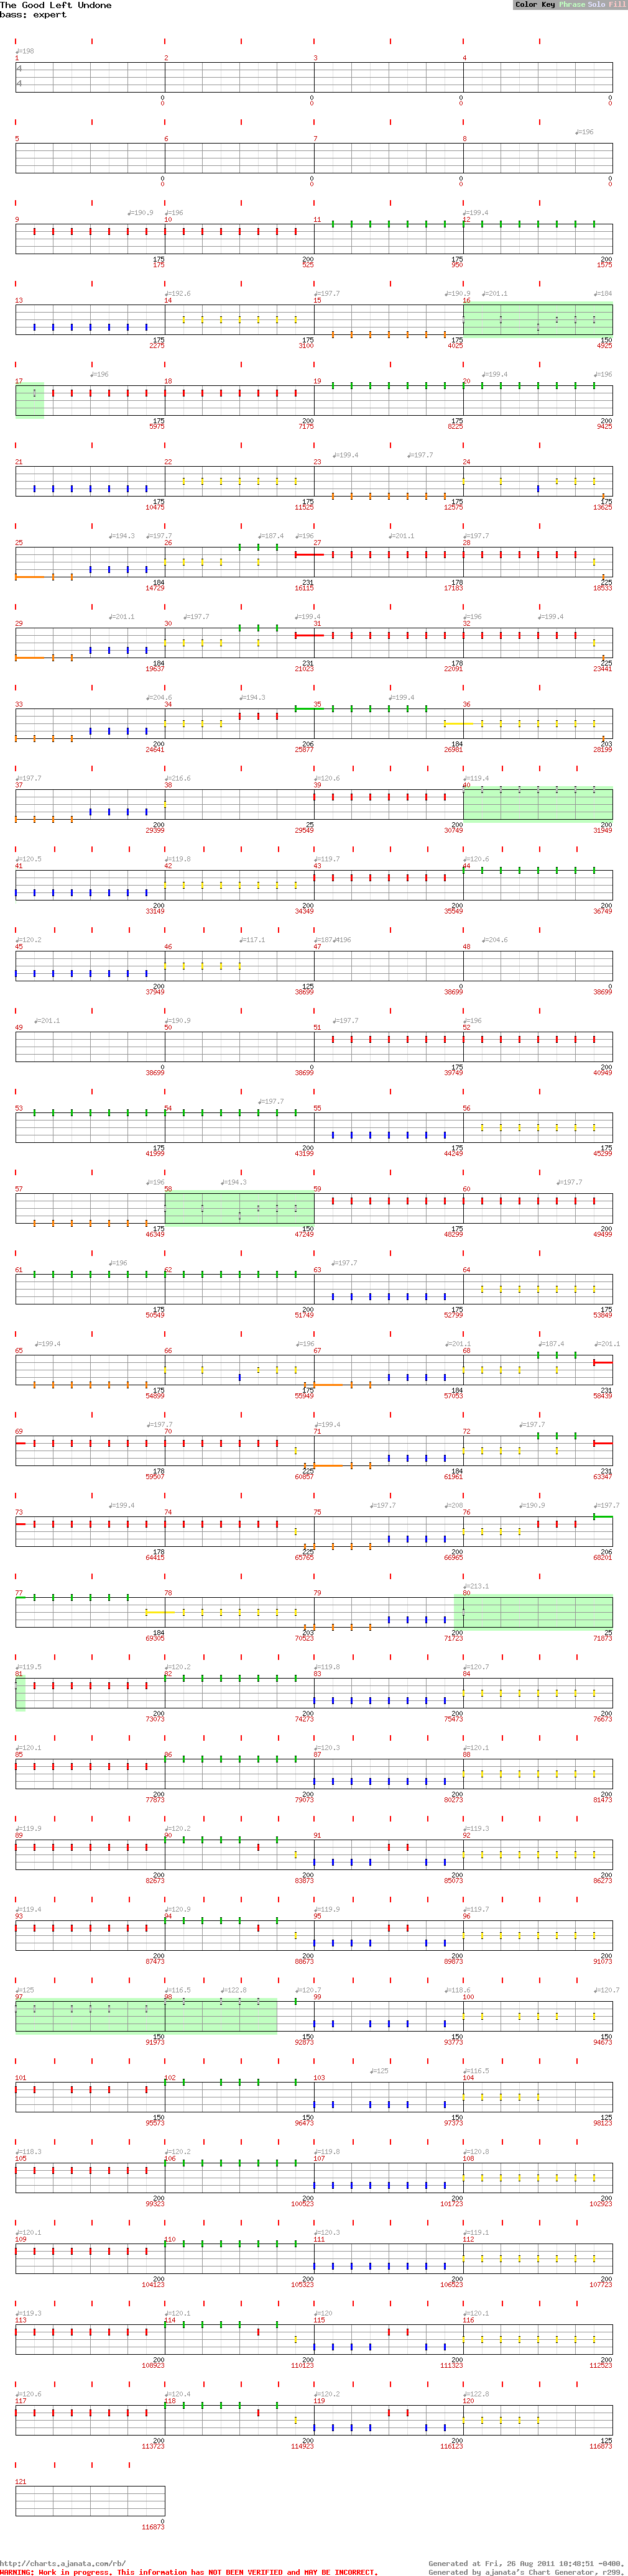 The Good Left Undone
bass: expert
Color Key Phrase Solo Fill
♩=198
1 2 3 4
4
4
0 0 0 0
0 0 0 0
♩=196
5 6 7 8
0 0 0 0
0 0 0 0
♩=190.9 ♩=196 ♩=199.4
9 10 11 12
175 200 175 200
175 525 950 1575
♩=192.6 ♩=197.7 ♩=190.9 ♩=201.1 ♩=184
13 14 15 16
175 175 175 150
2275 3100 4025 4925
♩=196 ♩=199.4 ♩=196
17 18 19 20
175 200 175 200
5975 7175 8225 9425
♩=199.4 ♩=197.7
21 22 23 24
175 175 175 175
10475 11525 12575 13625
♩=194.3 ♩=197.7 ♩=187.4 ♩=196 ♩=201.1 ♩=197.7
25 26 27 28
184 231 178 225
14729 16115 17183 18533
♩=201.1 ♩=197.7 ♩=199.4 ♩=196 ♩=199.4
29 30 31 32
184 231 178 225
19637 21023 22091 23441
♩=204.6 ♩=194.3 ♩=199.4
33 34 35 36
200 206 184 203
24641 25877 26981 28199
♩=197.7 ♩=216.6 ♩=120.6 ♩=119.4
37 38 39 40
200 25 200 200
29399 29549 30749 31949
♩=120.5 ♩=119.8 ♩=119.7 ♩=120.6
41 42 43 44
200 200 200 200
33149 34349 35549 36749
♩=120.2 ♩=117.1 ♩=187.4 ♩=196 ♩=204.6
45 46 47 48
200 125 0 0
37949 38699 38699 38699
♩=201.1 ♩=190.9 ♩=197.7 ♩=196
49 50 51 52
0 0 175 200
38699 38699 39749 40949
♩=197.7
53 54 55 56
175 200 175 175
41999 43199 44249 45299
♩=196 ♩=194.3 ♩=197.7
57 58 59 60
175 150 175 200
46349 47249 48299 49499
♩=196 ♩=197.7
61 62 63 64
175 200 175 175
50549 51749 52799 53849
♩=199.4 ♩=196 ♩=201.1 ♩=187.4 ♩=201.1
65 66 67 68
175 175 184 231
54899 55949 57053 58439
♩=197.7 ♩=199.4 ♩=197.7
69 70 71 72
178 225 184 231
59507 60857 61961 63347
♩=199.4 ♩=197.7 ♩=208 ♩=190.9 ♩=197.7
73 74 75 76
178 225 200 206
64415 65765 66965 68201
♩=213.1
77 78 79 80
184 203 200 25
69305 70523 71723 71873
♩=119.5 ♩=120.2 ♩=119.8 ♩=120.7
81 82 83 84
200 200 200 200
73073 74273 75473 76673
♩=120.1 ♩=120.3 ♩=120.1
85 86 87 88
200 200 200 200
77873 79073 80273 81473
♩=119.9 ♩=120.2 ♩=119.3
89 90 91 92
200 200 200 200
82673 83873 85073 86273
♩=119.4 ♩=120.9 ♩=119.9 ♩=119.7
93 94 95 96
200 200 200 200
87473 88673 89873 91073
♩=125 ♩=116.5 ♩=122.8 ♩=120.7 ♩=118.6 ♩=120.7
97 98 99 100
150 150 150 150
91973 92873 93773 94673
♩=125 ♩=116.5
101 102 103 104
150 150 150 125
95573 96473 97373 98123
♩=118.3 ♩=120.2 ♩=119.8 ♩=120.8
105 106 107 108
200 200 200 200
99323 100523 101723 102923
♩=120.1 ♩=120.3 ♩=119.1
109 110 111 112
200 200 200 200
104123 105323 106523 107723
♩=119.3 ♩=120.1 ♩=120 ♩=120.1
113 114 115 116
200 200 200 200
108923 110123 111323 112523
♩=120.6 ♩=120.4 ♩=120.2 ♩=122.8
117 118 119 120
200 200 200 125
113723 114923 116123 116873
121
0
116873
http://charts.ajanata.com/rb/ Generated at Fri, 26 Aug 2011 10:48:51 -0400.
WARNING: Work in progress. This information has NOT BEEN VERIFIED and MAY BE INCORRECT. Generated by ajanata's Chart Generator, r299.